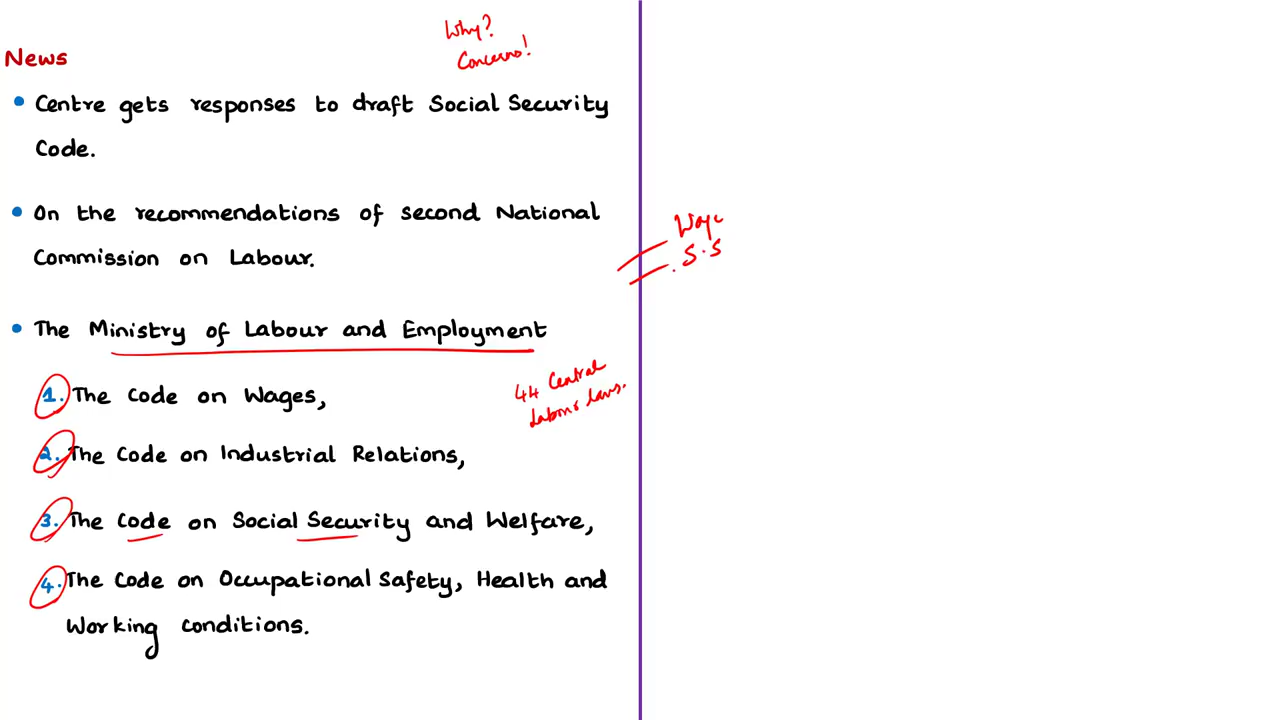 Why?
Concerns!
News
• Centre gets responses to draft Social Security
Code.
• On the recommendations of second National
Commission on Labour.
Wage
S.S
• The Ministry of Labour and Employment
44 Central
Labour laws.
1. The Code on Wages,
2. The Code on Industrial Relations,
3. The Code on Social Security and Welfare,
4. The Code on Occupational Safety, Health and
Working conditions.